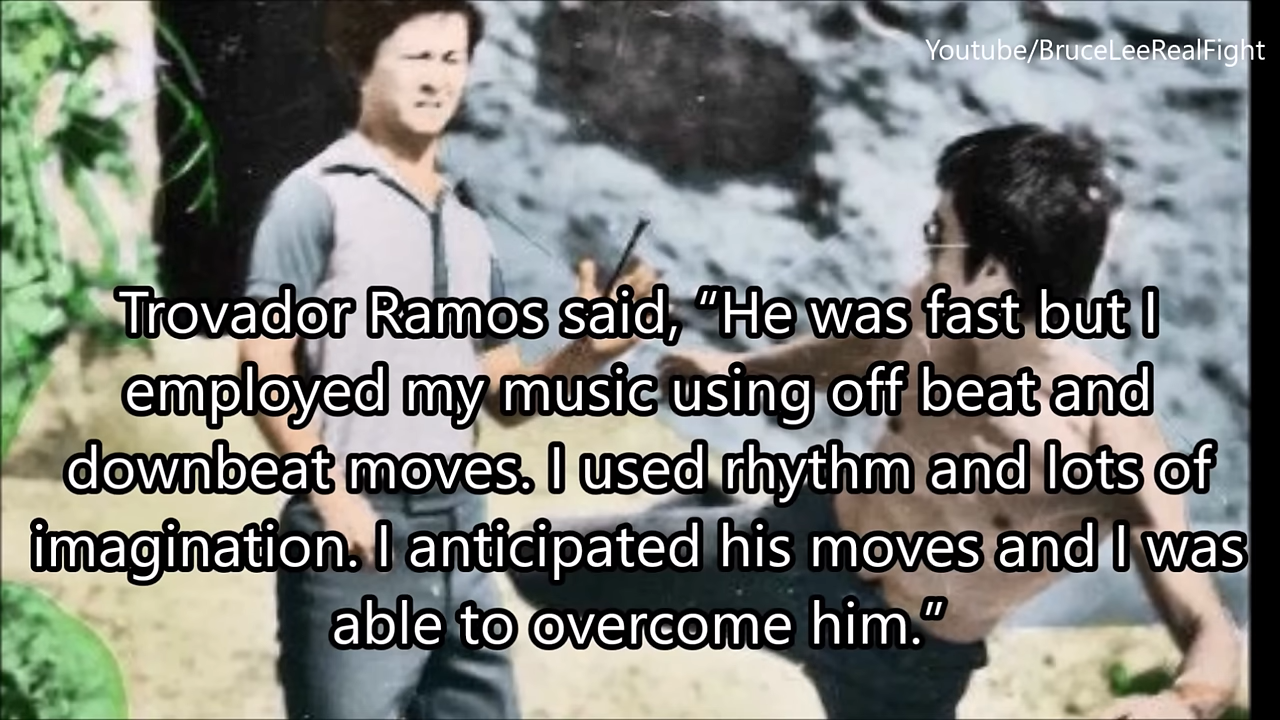 Youtube/BruceLeeRealFight
Trovador Ramos said, “He was fast but I
employed my music using off beat and
downbeat moves. I used rhythm and lots of
imagination. I anticipated his moves and I was
able to overcome him.”